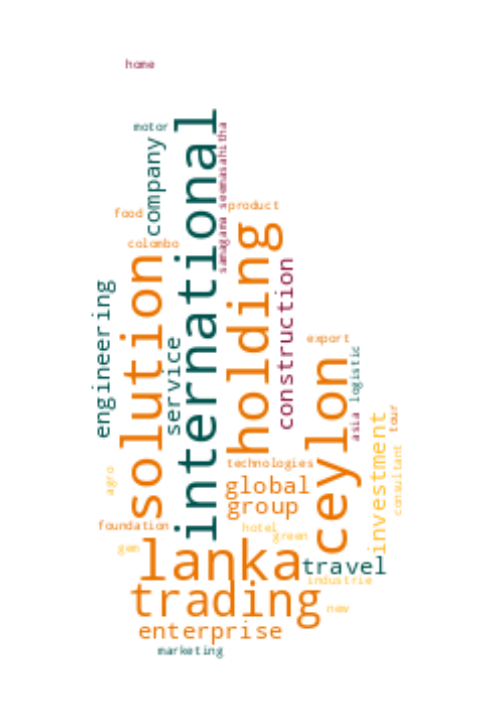 home
motor
international
company
samagama seemasahitha
product
food
holding
colombo
solution
construction
engineering
service
export
ceylon
logistic
asia
tour
investment
consultant
technologies
agro
global
group
foundation
hotel
green
gem
lanka
travel
industrie
trading
new
enterprise
marketing